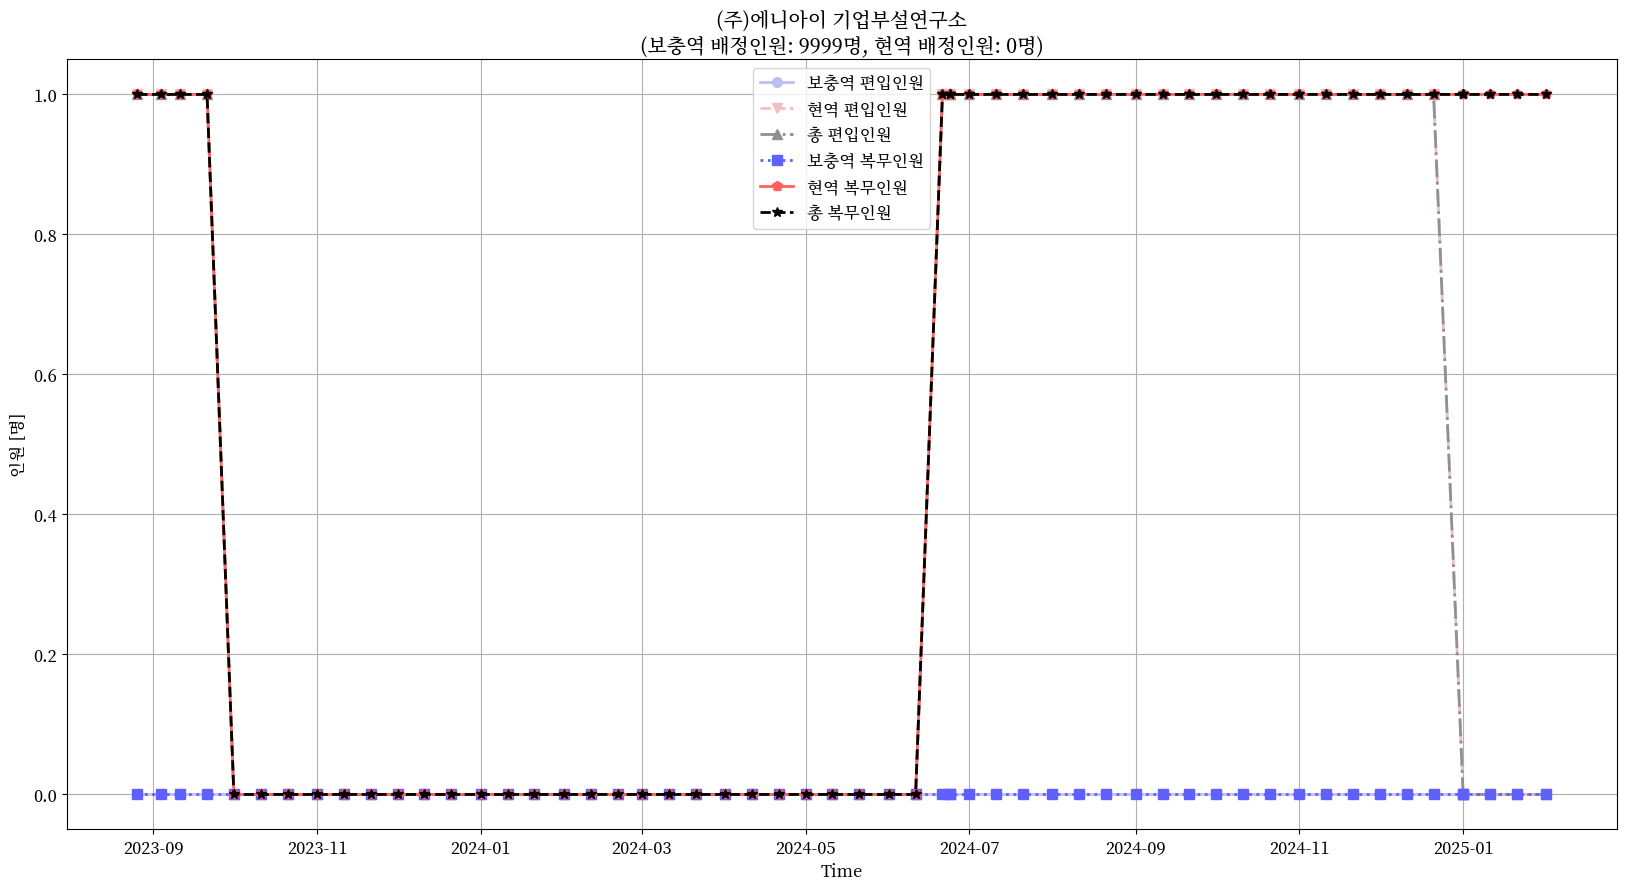 (주)에니아이 기업부설연구소
(보충역 배정인원: 9999명, 현역 배정인원: 0명)
보충역 편입인원
현역 편입인원
총 편입인원
보충역 복무인원
현역 복무인원
총 복무인원
인원 [명]
1.0
0.8
0.6
0.4
0.2
0.0
2023-09 2023-11 2024-01 2024-03 2024-05 2024-07 2024-09 2024-11 2025-01
Time